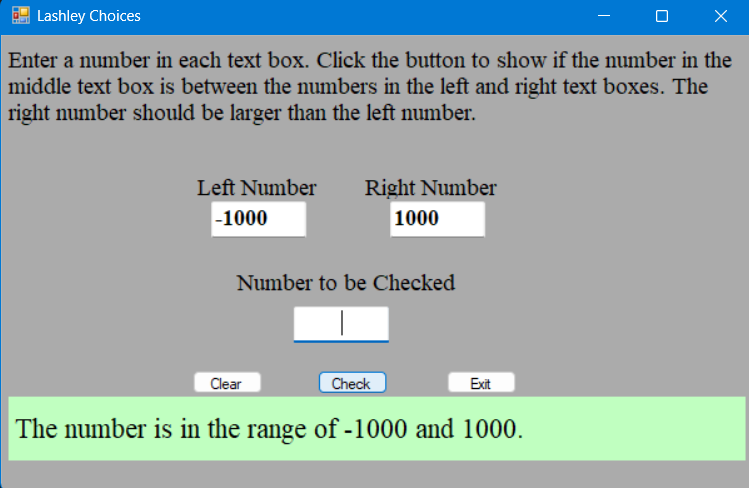 Lashley Choices
Enter a number in each text box. Click the button to show if the number in the
middle text box is between the numbers in the left and right text boxes. The
right number should be larger than the left number.
Left Number Right Number
-1000 1000
Number to be Checked
Clear Check Exit
The number is in the range of -1000 and 1000.